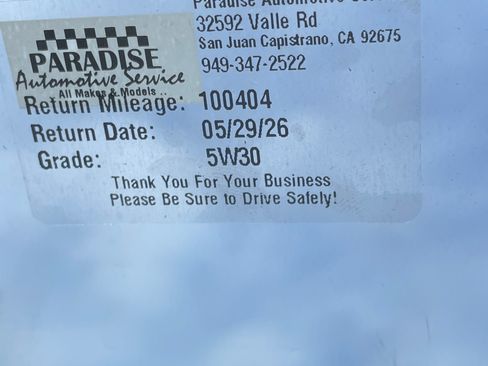 Paradise Automotive
32592 Valle Rd
San Juan Capistrano, CA 92675
949-347-2522
PARADISE
Automotive Service
All Makes & Models ..
Return Mileage: 100404
Return Date: 05/29/26
Grade: 5W30
Thank You For Your Business
Please Be Sure to Drive Safely!